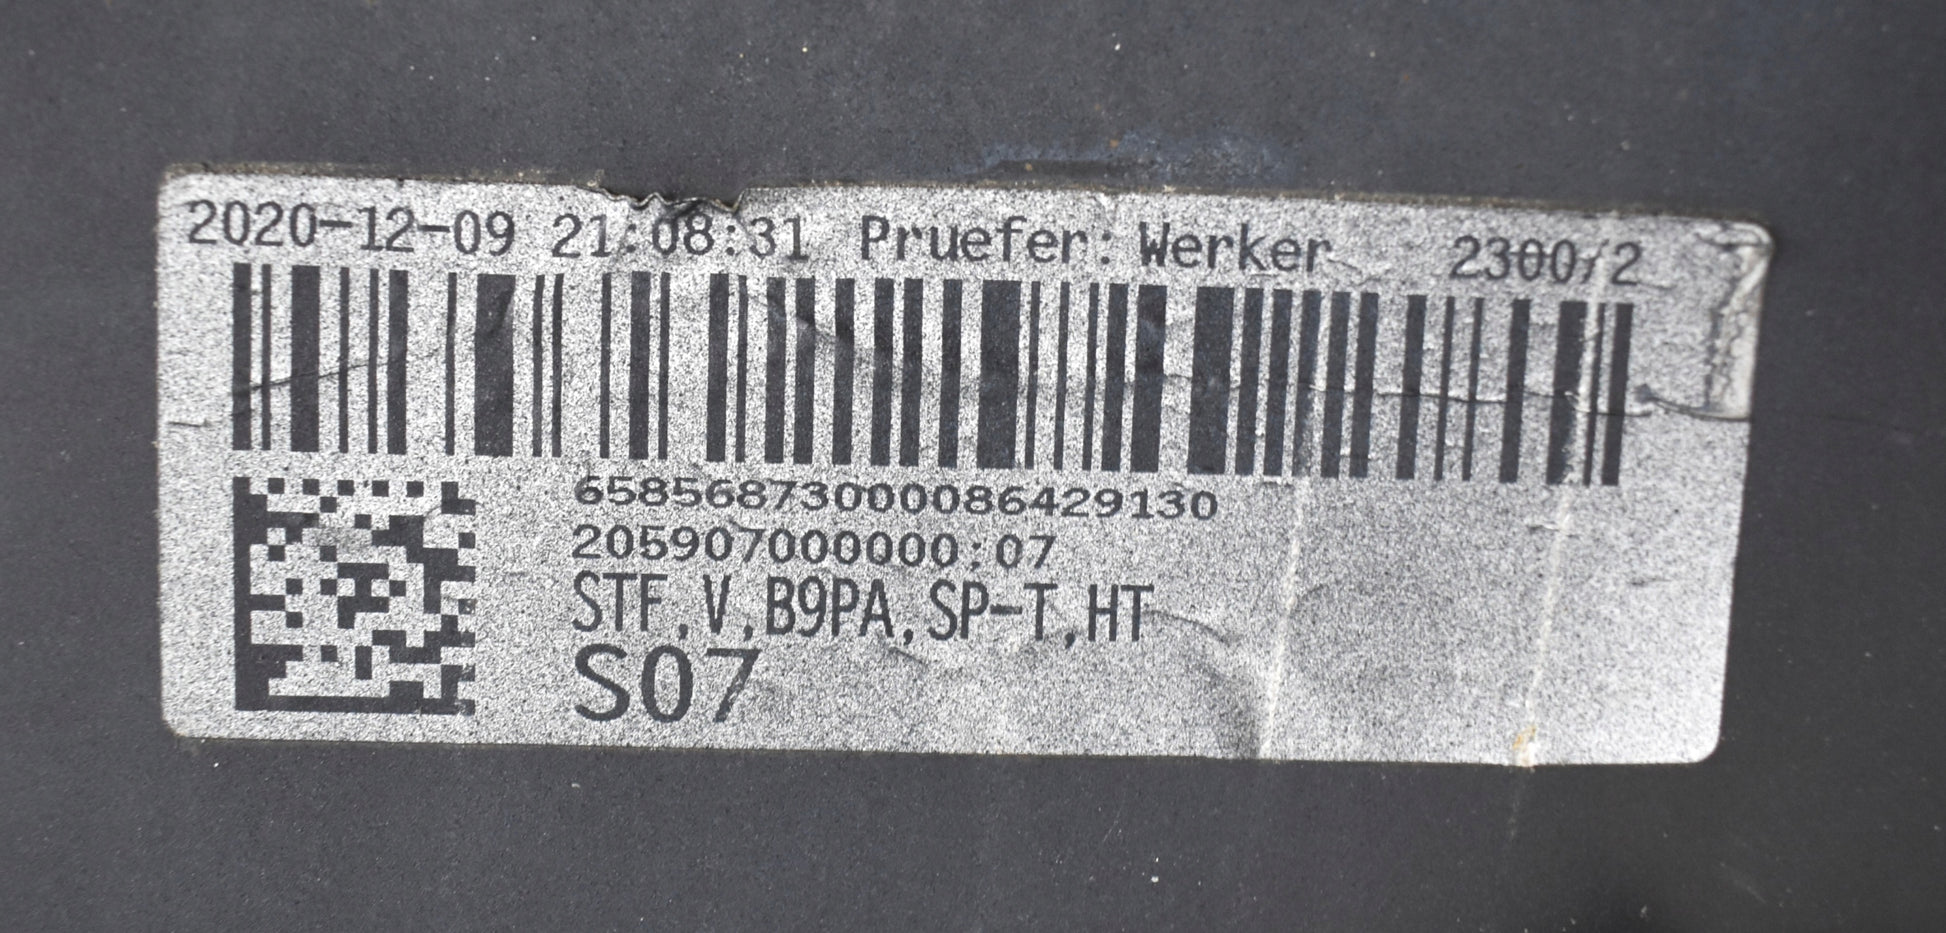 2020-12-09 21:08:31 Pruefer: Werker 2300/2
658568730000086429130
205907000000:07
STF,V,B9PA,SP-T,HT
S07